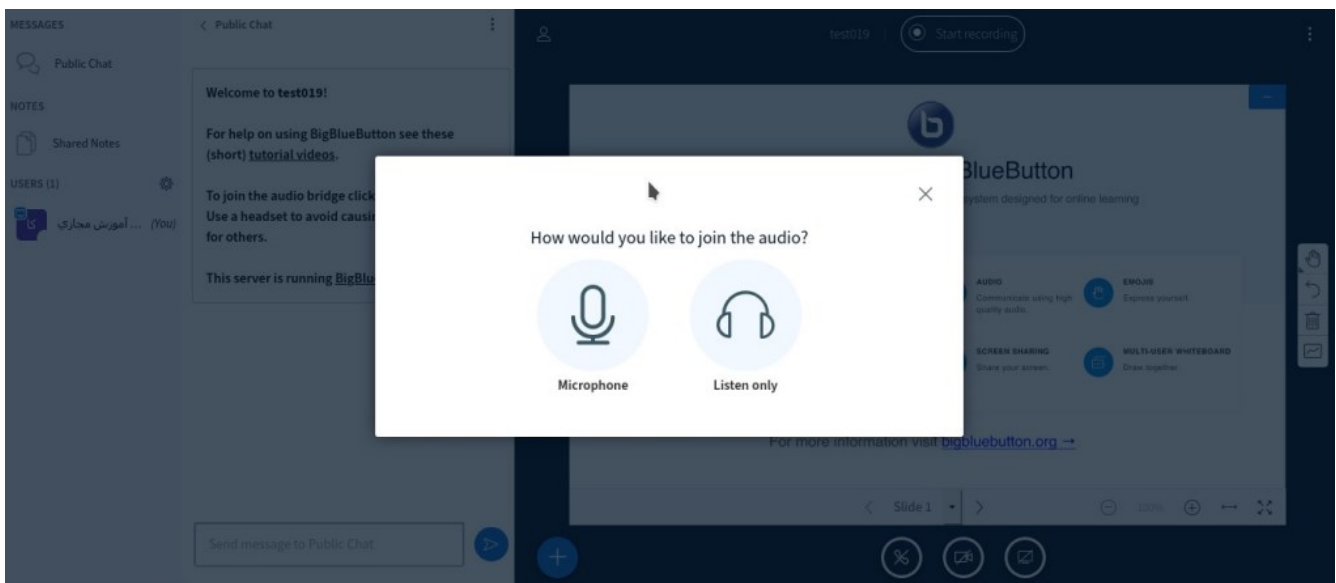 MESSAGES
Public Chat
NOTES
Shared Notes
USERS (1)
کا
آموزش مجازي ... (You)
Public Chat
Welcome to test019!
For help on using BigBlueButton see these
(short) tutorial videos.
To join the audio bridge click
Use a headset to avoid causin
for others.
This server is running BigBlu
Send message to Public Chat
test019
Start recording
b
BlueButton
system designed for online learning
AUDIO
Communicate using high
quality audio.
EMOJIS
Express yourself.
SCREEN SHARING
Share your screen.
MULTI-USER WHITEBOARD
Draw together.
For more information visit bigbluebutton.org →
Slide 1
100%
How would you like to join the audio?
Microphone
Listen only